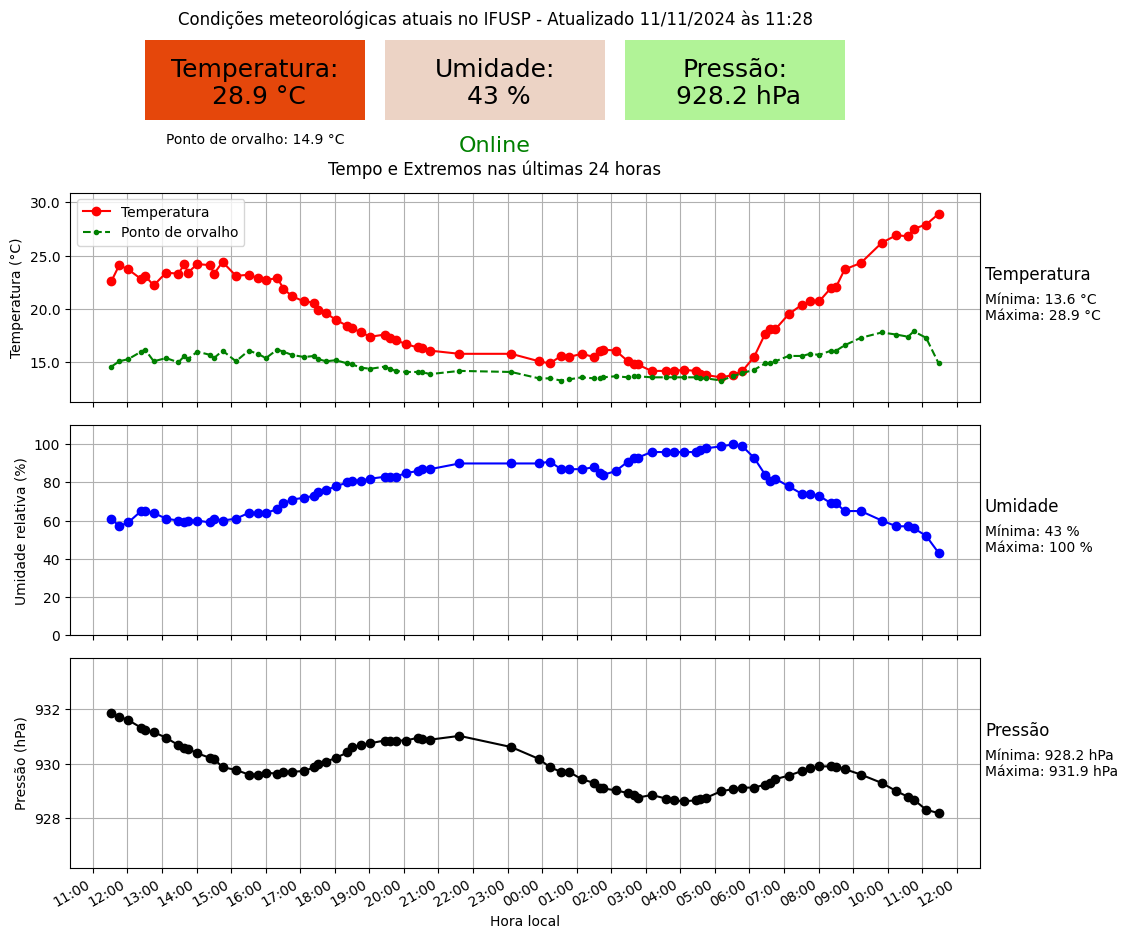 Condições meteorológicas atuais no IFUSP - Atualizado 11/11/2024 às 11:28
Temperatura:
28.9 °C
Umidade:
43 %
Pressão:
928.2 hPa
Ponto de orvalho: 14.9 °C
Online
Tempo e Extremos nas últimas 24 horas
Temperatura (°C)
30.0
25.0
20.0
15.0
Temperatura
Ponto de orvalho
Temperatura
Mínima: 13.6 °C
Máxima: 28.9 °C
Umidade relativa (%)
100
80
60
40
20
0
Umidade
Mínima: 43 %
Máxima: 100 %
Pressão (hPa)
932
930
928
Pressão
Mínima: 928.2 hPa
Máxima: 931.9 hPa
11:00 12:00 13:00 14:00 15:00 16:00 17:00 18:00 19:00 20:00 21:00 22:00 23:00 00:00 01:00 02:00 03:00 04:00 05:00 06:00 07:00 08:00 09:00 10:00 11:00 12:00
Hora local